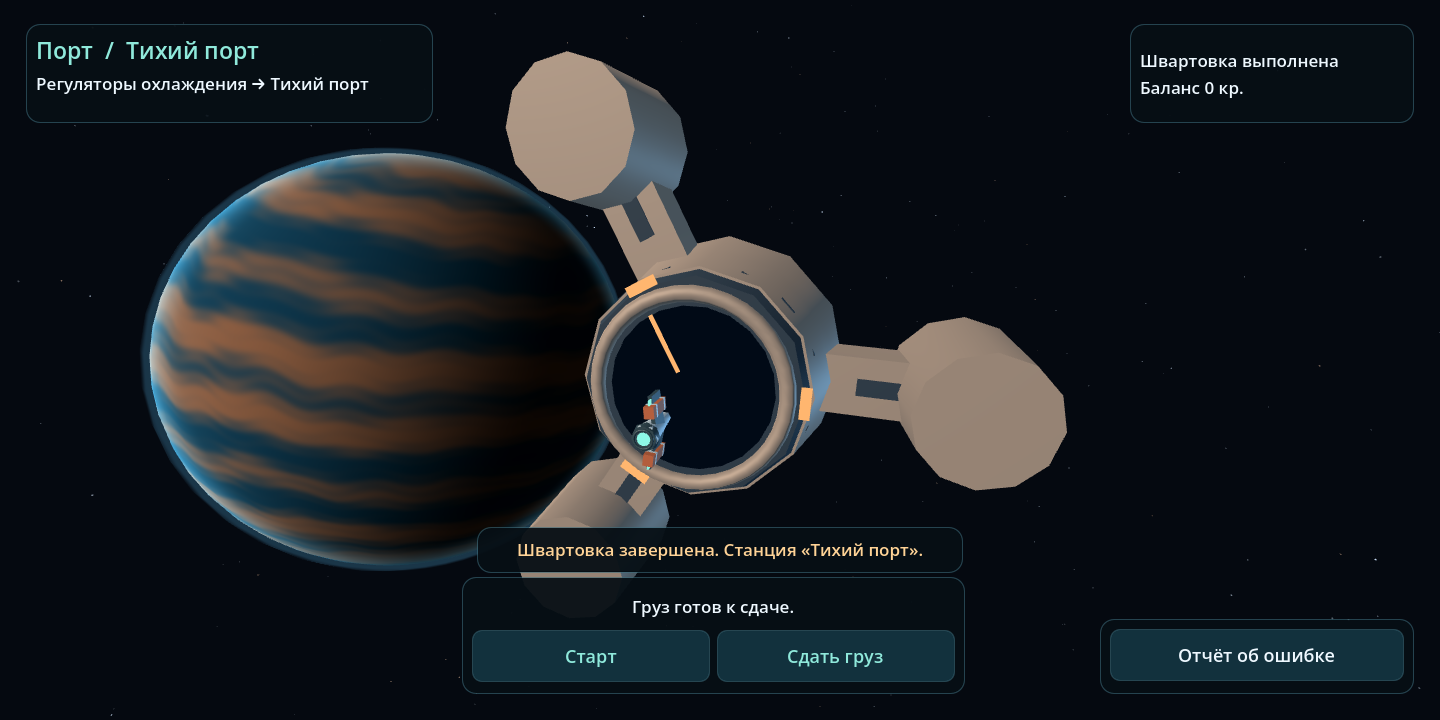 Порт / Тихий порт
Регуляторы охлаждения → Тихий порт
Швартовка выполнена
Баланс 0 кр.
Швартовка завершена. Станция «Тихий порт».
Груз готов к сдаче.
Старт
Сдать груз
Отчёт об ошибке